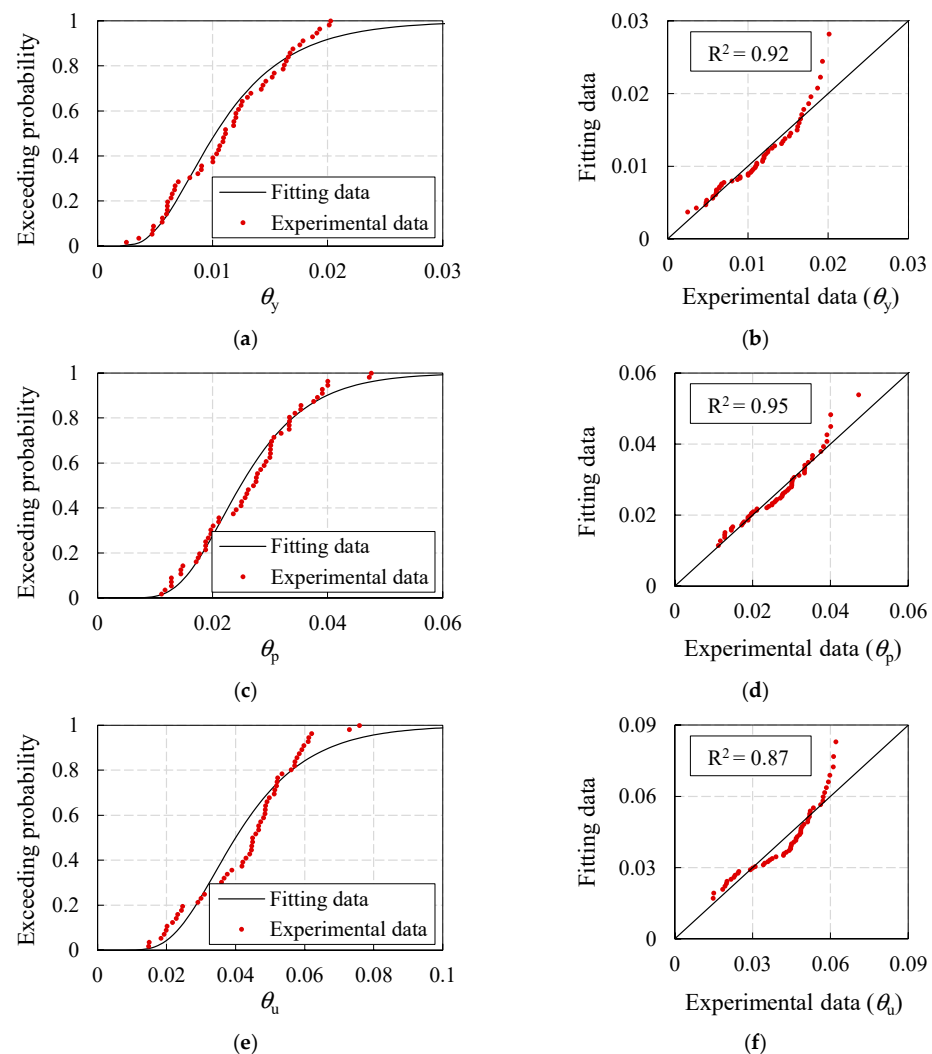 Exceeding probability
1
0.8
0.6
0.4
0.2
0
Fitting data
Experimental data
0 0.01 0.02 0.03
θy
(a)
Fitting data
0.03
0.02
0.01
0
R² = 0.92
0 0.01 0.02 0.03
Experimental data (θy)
(b)
Exceeding probability
1
0.8
0.6
0.4
0.2
0
Fitting data
Experimental data
0 0.02 0.04 0.06
θp
(c)
Fitting data
0.06
0.04
0.02
0
R² = 0.95
0 0.02 0.04 0.06
Experimental data (θp)
(d)
Exceeding probability
1
0.8
0.6
0.4
0.2
0
Fitting data
Experimental data
0 0.02 0.04 0.06 0.08 0.1
θu
(e)
Fitting data
0.09
0.06
0.03
0
R² = 0.87
0 0.03 0.06 0.09
Experimental data (θu)
(f)